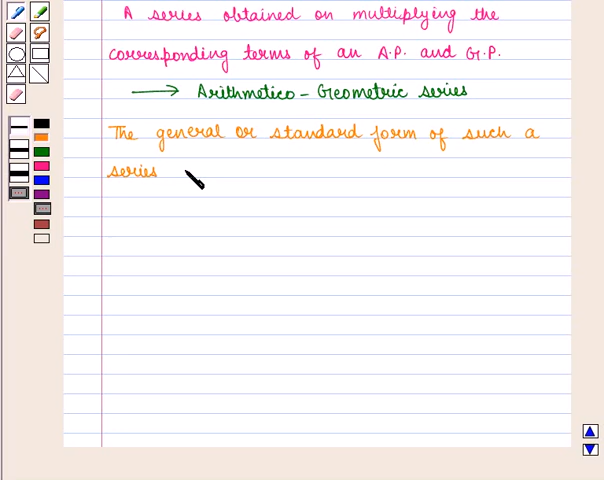 A series obtained on multiplying the
corresponding terms of an A.P. and G.P.
⟶ Arithmetico - Geometric series
The general or standard form of such a
series